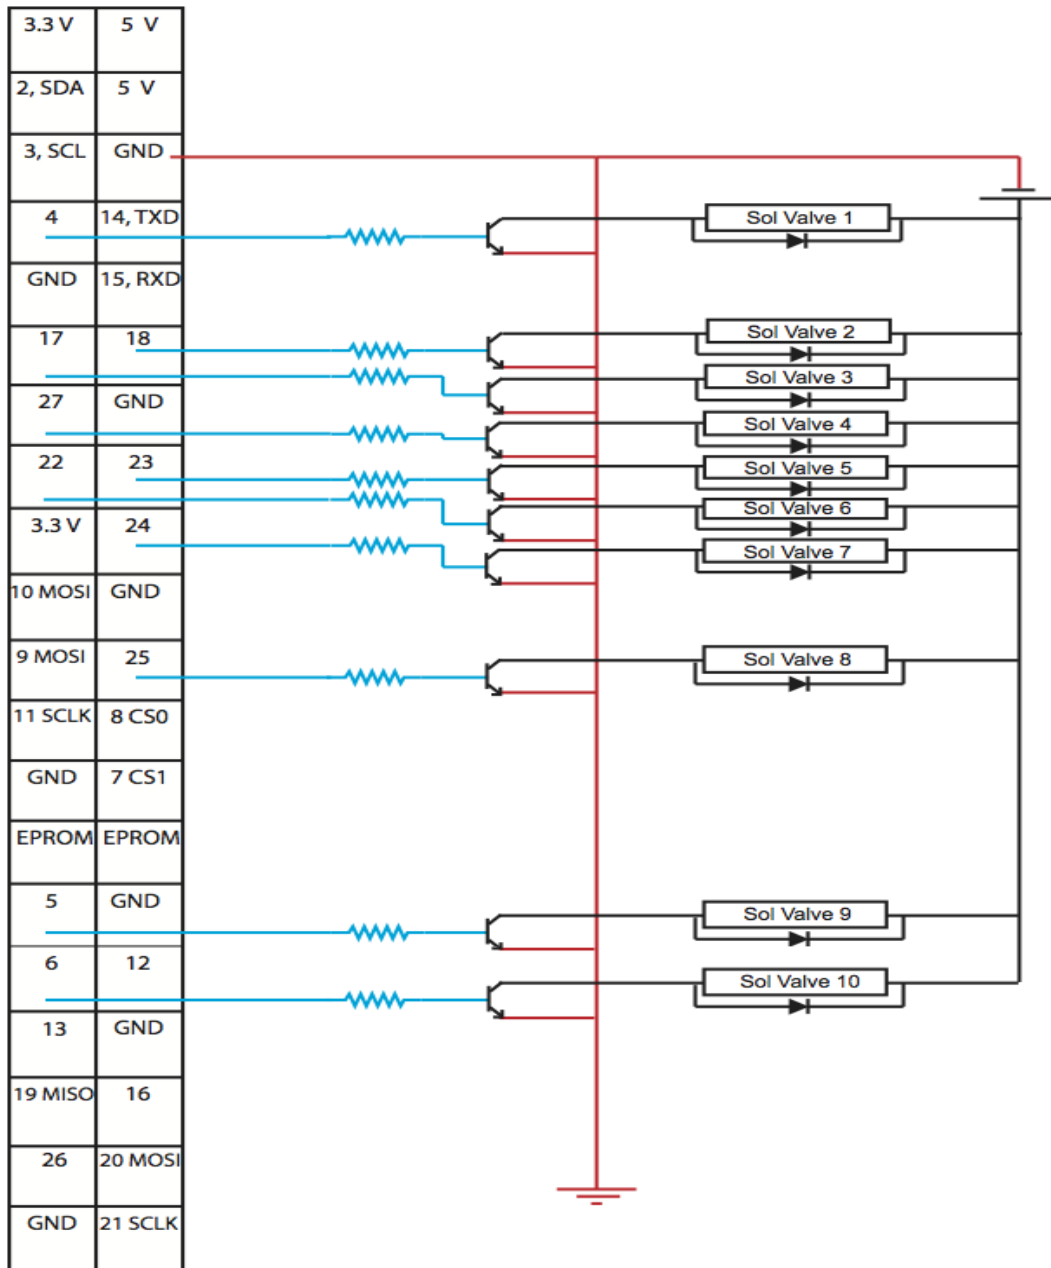 3.3 V 5 V
2, SDA 5 V
3, SCL GND
4 14, TXD Sol Valve 1
GND 15, RXD
17 18 Sol Valve 2
Sol Valve 3
27 GND Sol Valve 4
22 23 Sol Valve 5
Sol Valve 6
3.3 V 24 Sol Valve 7
10 MOSI GND
9 MOSI 25 Sol Valve 8
11 SCLK 8 CS0
GND 7 CS1
EPROM EPROM
5 GND Sol Valve 9
6 12 Sol Valve 10
13 GND
19 MISO 16
26 20 MOSI
GND 21 SCLK